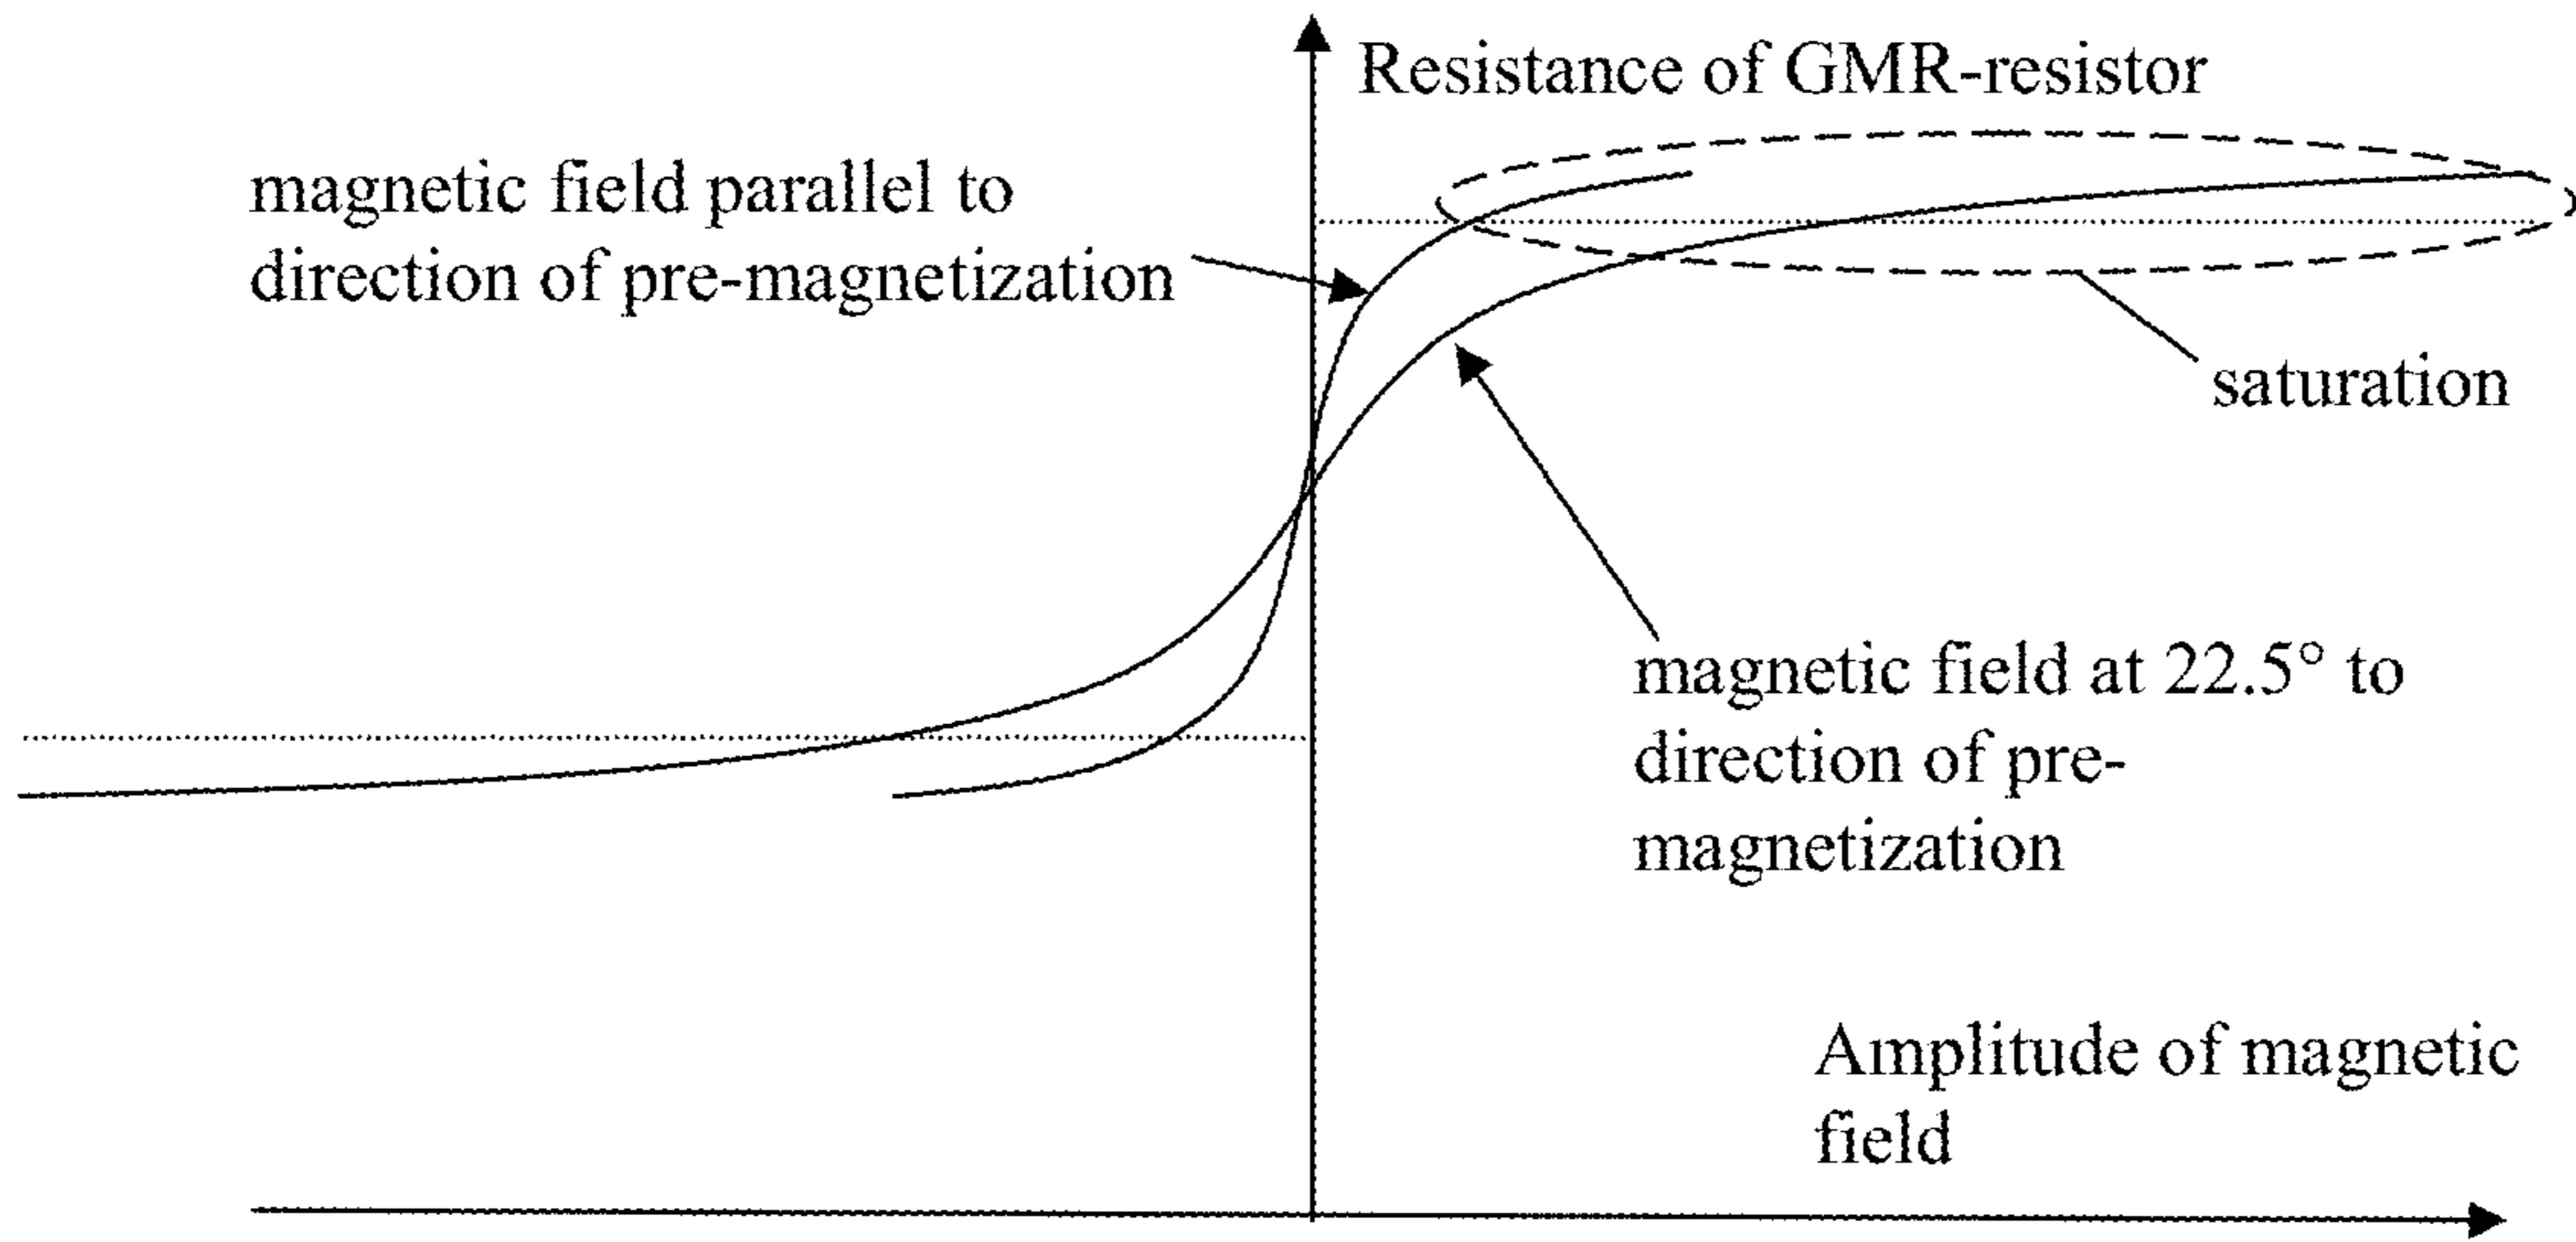 Resistance of GMR-resistor
magnetic field parallel to
direction of pre-magnetization
saturation
magnetic field at 22.5° to
direction of pre-
magnetization
Amplitude of magnetic
field